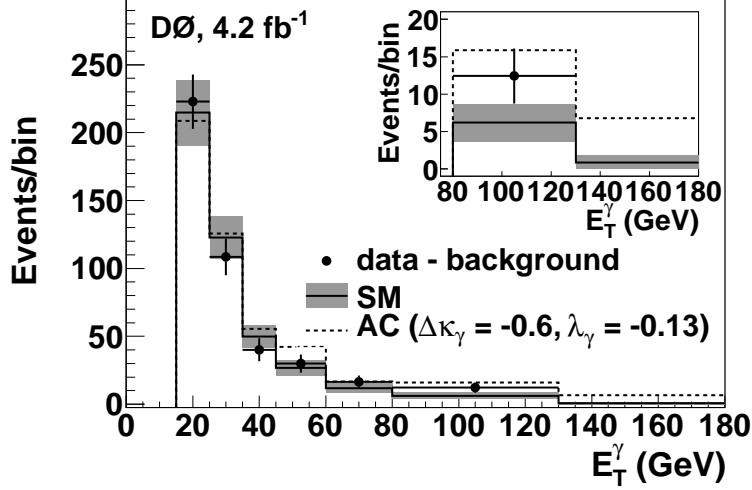 DØ, 4.2 fb⁻¹
Events/bin
250
200
150
100
50
0
0 20 40 60 80 100 120 140 160 180
E_T^γ (GeV)
Events/bin
20
15
10
5
0
80 100 120 140 160 180
E_T^γ (GeV)
data - background
SM
AC (Δκ_γ = -0.6, λ_γ = -0.13)